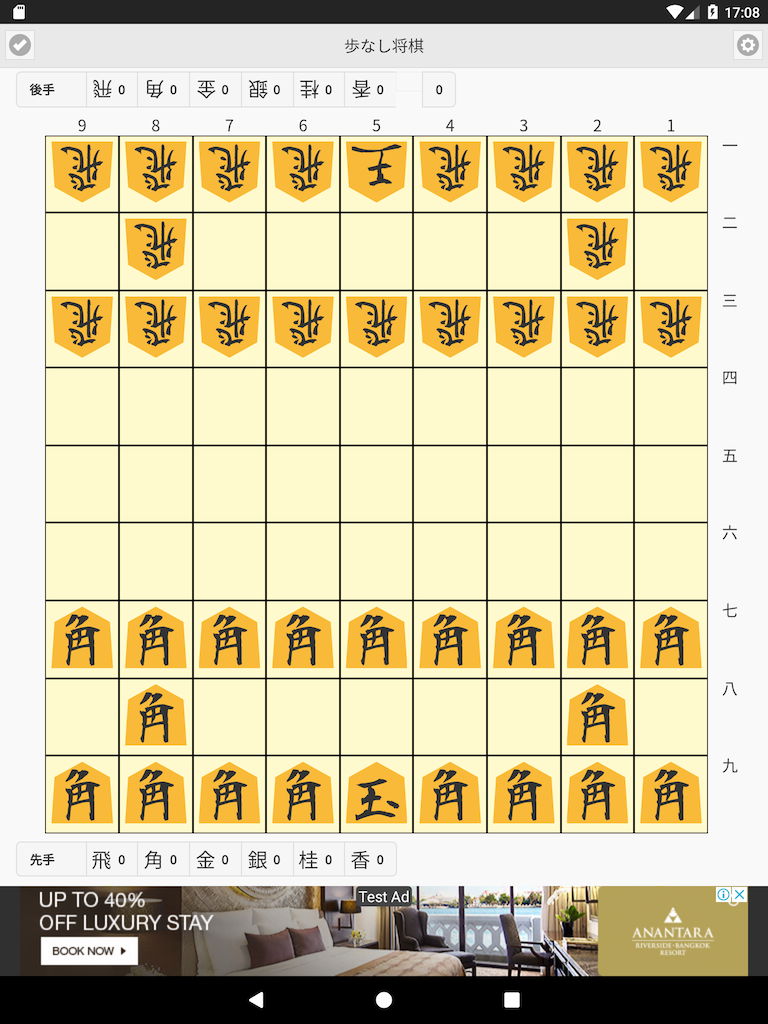 17:08
歩なし将棋
後手 飛 0 角 0 金 0 銀 0 桂 0 香 0 0
9 8 7 6 5 4 3 2 1
飛 飛 飛 飛 王 飛 飛 飛 飛 一
飛 飛 二
飛 飛 飛 飛 飛 飛 飛 飛 飛 三
四
五
六
角 角 角 角 角 角 角 角 角 七
角 角 八
角 角 角 角 玉 角 角 角 角 九
先手 飛 0 角 0 金 0 銀 0 桂 0 香 0
Test Ad
UP TO 40%
OFF LUXURY STAY
BOOK NOW
ANANTARA
RIVERSIDE · BANGKOK
RESORT